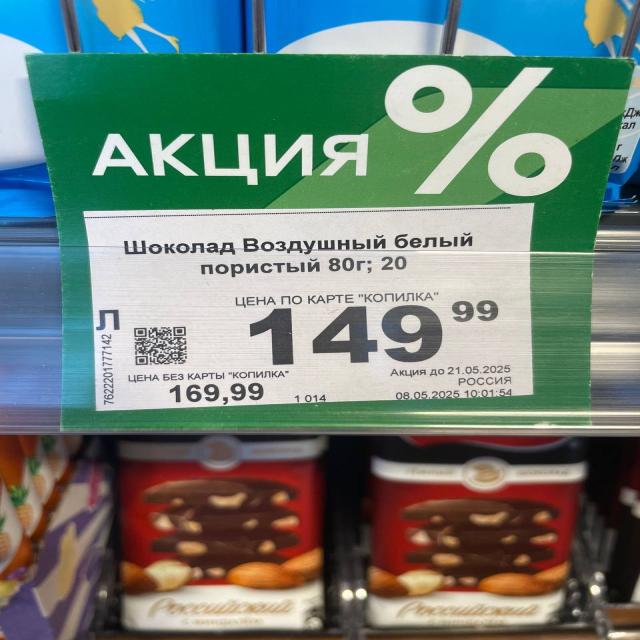 АКЦИЯ %
Шоколад Воздушный белый
пористый 80г; 20
ЦЕНА ПО КАРТЕ "КОПИЛКА"
149 99
Л
7622201777142
ЦЕНА БЕЗ КАРТЫ "КОПИЛКА"
169,99
1 014
Акция до 21.05.2025
РОССИЯ
08.05.2025 10:01:54
Российский
Российский